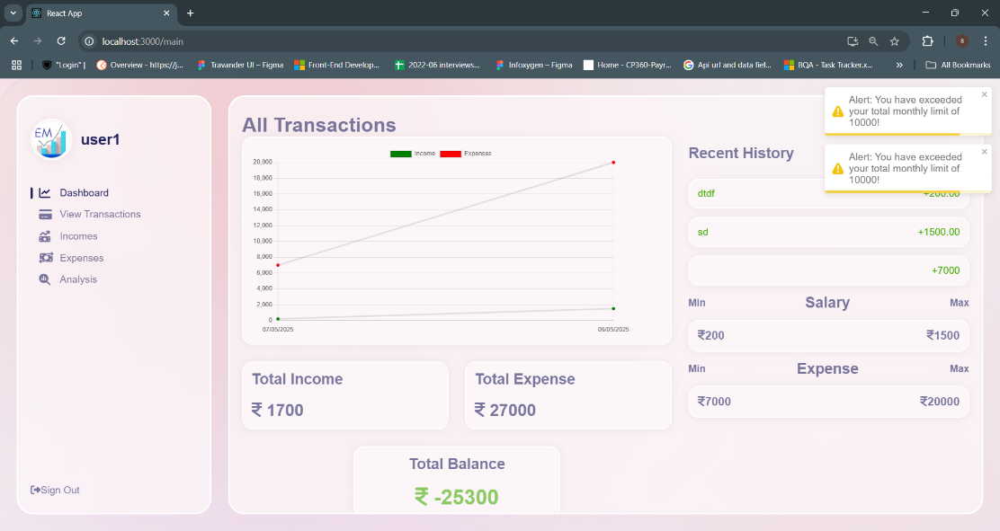 React App
localhost:3000/main
"Login" |
Overview - https://j...
Travander UI – Figma
Front-End Develop...
2022-06 interviews...
Infoxygen – Figma
Home - CP360-Payr...
Api url and data fiel...
BQA - Task Tracker.x...
»
All Bookmarks
Alert: You have exceeded
your total monthly limit of
10000!
Alert: You have exceeded
your total monthly limit of
10000!
EM
user1
Dashboard
View Transactions
Incomes
Expenses
Analysis
Sign Out
All Transactions
Income Expenses
20,000
18,000
16,000
14,000
12,000
10,000
8,000
6,000
4,000
2,000
0
07/05/2025 06/05/2025
Total Income
₹ 1700
Total Expense
₹ 27000
Total Balance
₹ -25300
Recent History
dtdf +200.00
sd +1500.00
+7000
Min Salary Max
₹200 ₹1500
Min Expense Max
₹7000 ₹20000